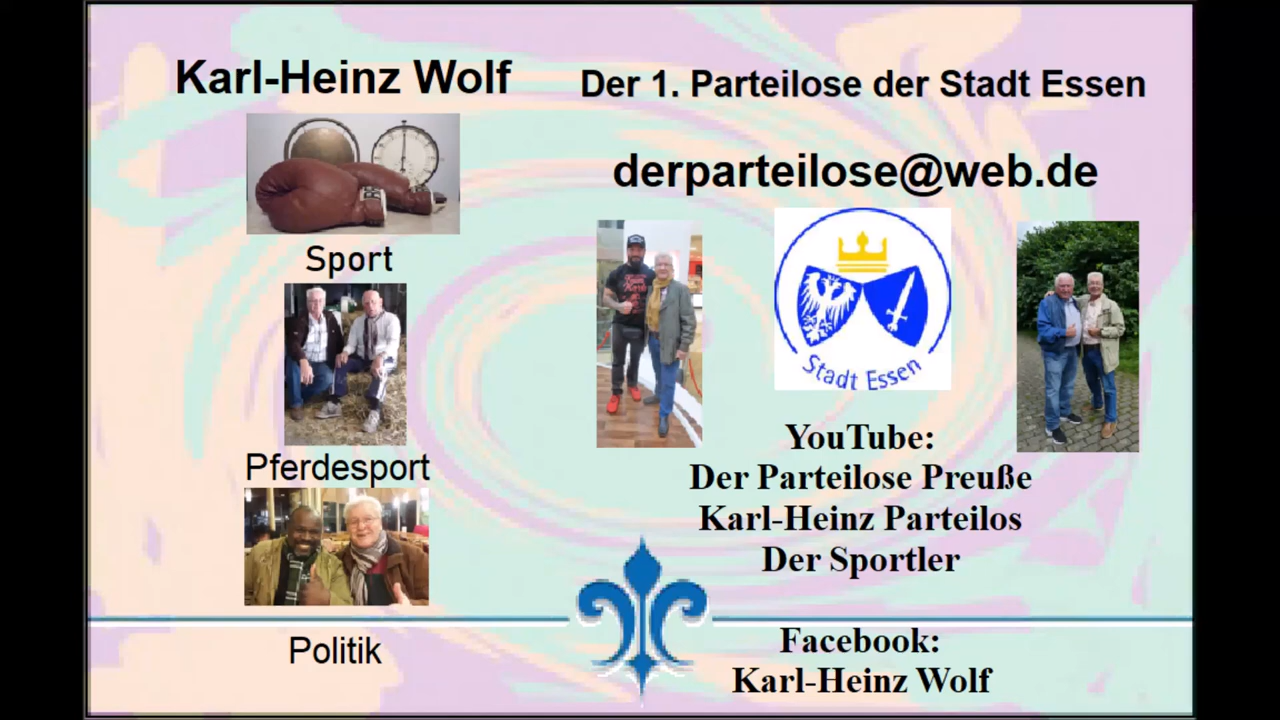 Karl-Heinz Wolf
Der 1. Parteilose der Stadt Essen
derparteilose@web.de
Sport
Pferdesport
Politik
Stadt Essen
YouTube:
Der Parteilose Preuße
Karl-Heinz Parteilos
Der Sportler
Facebook:
Karl-Heinz Wolf